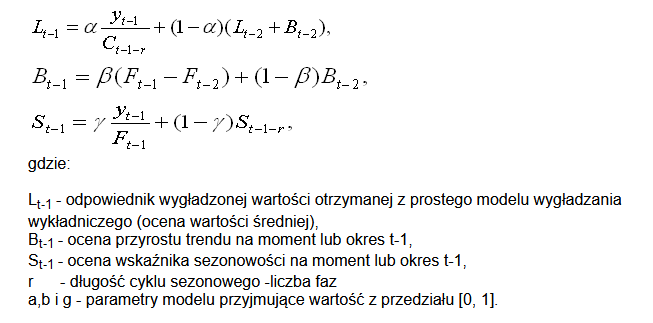 L_{t-1} = α \frac{y_{t-1}}{C_{t-1-r}} + (1-α)(L_{t-2} + B_{t-2}),
B_{t-1} = β(F_{t-1} - F_{t-2}) + (1-β)B_{t-2},
S_{t-1} = γ \frac{y_{t-1}}{F_{t-1}} + (1-γ)S_{t-1-r},
gdzie:
L_{t-1} - odpowiednik wygładzonej wartości otrzymanej z prostego modelu wygładzania
wykładniczego (ocena wartości średniej),
B_{t-1} - ocena przyrostu trendu na moment lub okres t-1,
S_{t-1} - ocena wskaźnika sezonowości na moment lub okres t-1,
r - długość cyklu sezonowego -liczba faz
a,b i g - parametry modelu przyjmujące wartość z przedziału [0, 1].